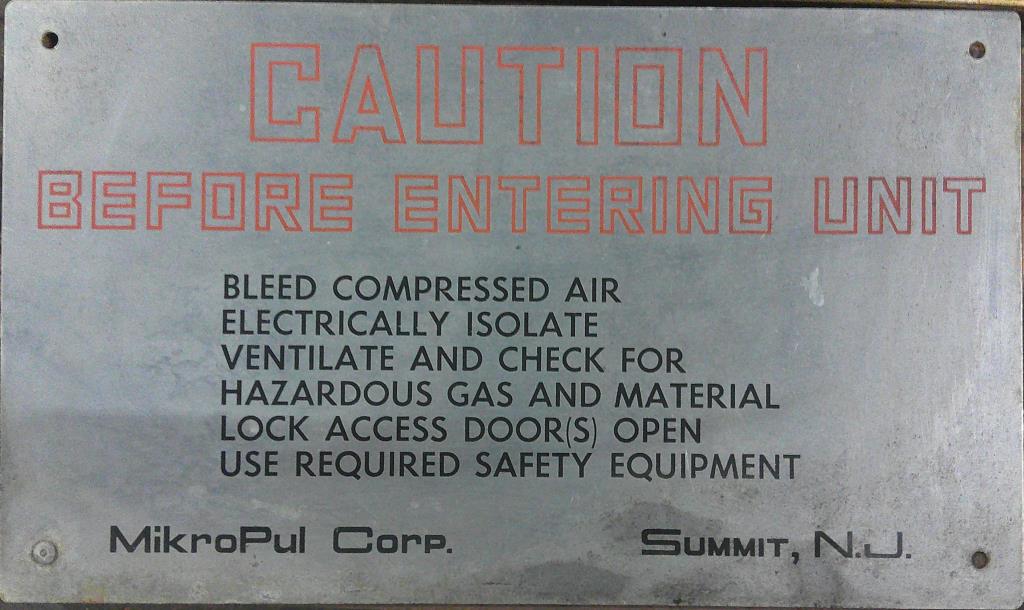 CAUTION
BEFORE ENTERING UNIT
BLEED COMPRESSED AIR
ELECTRICALLY ISOLATE
VENTILATE AND CHECK FOR
HAZARDOUS GAS AND MATERIAL
LOCK ACCESS DOOR(S) OPEN
USE REQUIRED SAFETY EQUIPMENT
MikroPul Corp. Summit, N.J.